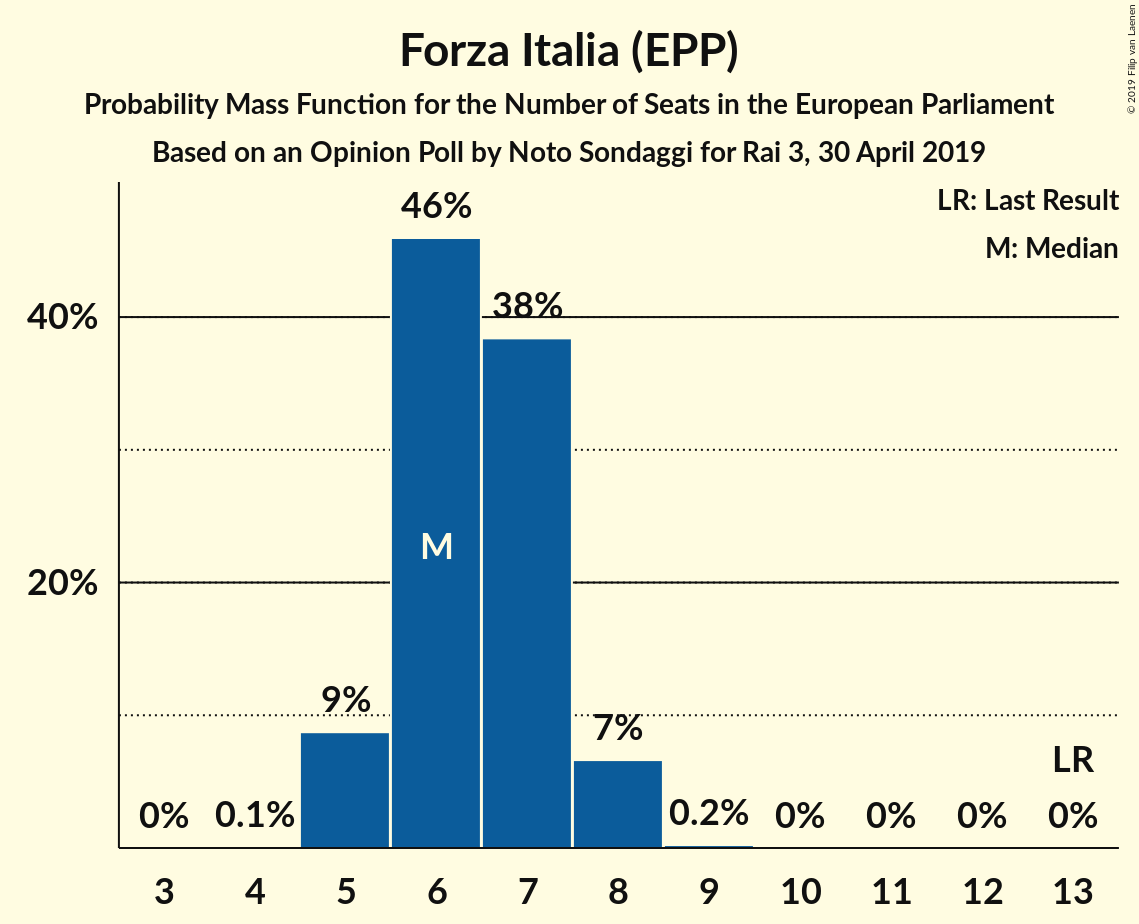 Forza Italia (EPP)
Probability Mass Function for the Number of Seats in the European Parliament
Based on an Opinion Poll by Noto Sondaggi for Rai 3, 30 April 2019
© 2019 Filip van Laenen
LR: Last Result
M: Median
46%
38%
40%
M
20%
9%
7%
LR
0% 0.1% 0.2% 0% 0% 0% 0%
3 4 5 6 7 8 9 10 11 12 13